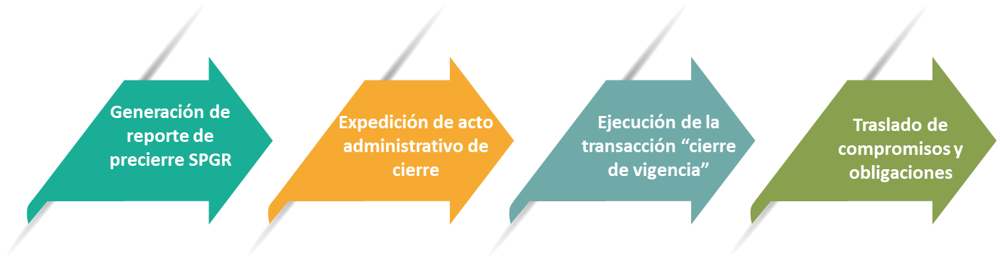 Generación de
reporte de
precierre SPGR
Expedición de acto
administrativo de
cierre
Ejecución de la
transacción “cierre
de vigencia”
Traslado de
compromisos y
obligaciones